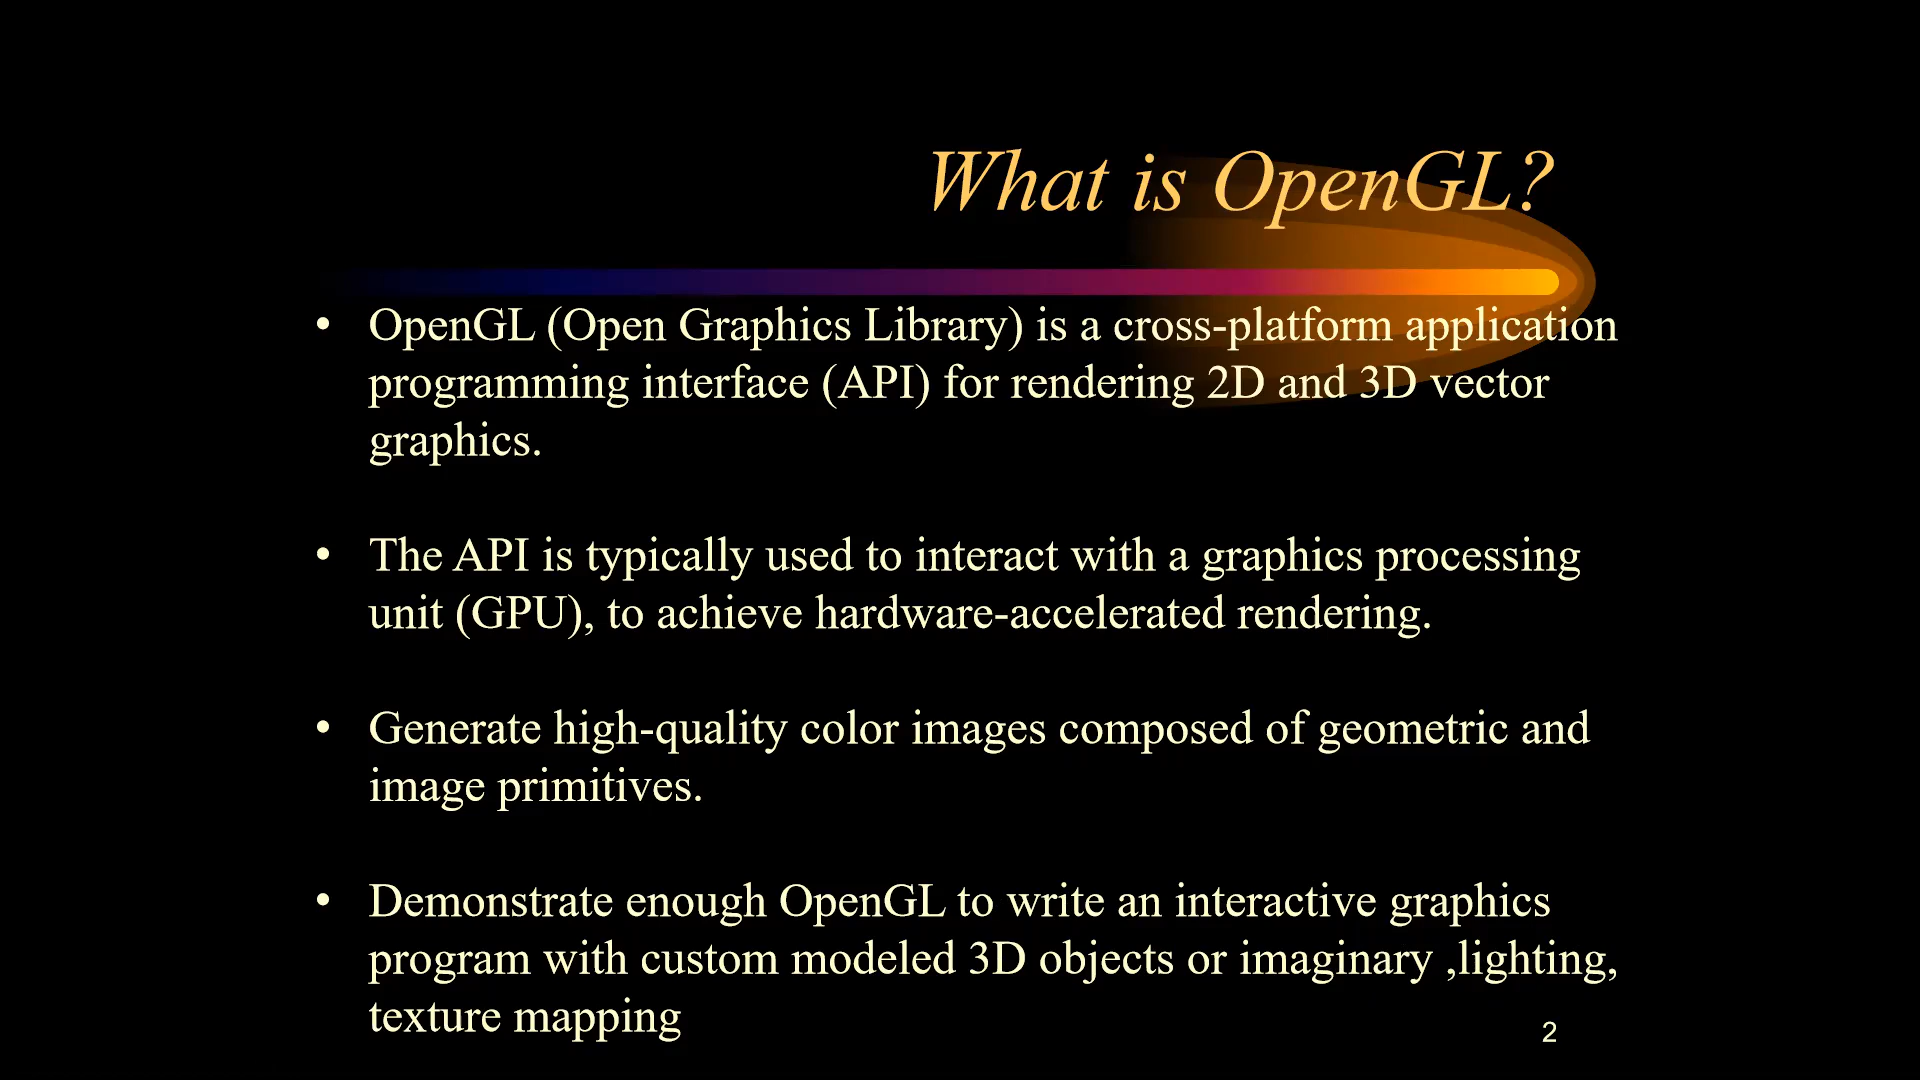 What is OpenGL?
• OpenGL (Open Graphics Library) is a cross-platform application
programming interface (API) for rendering 2D and 3D vector
graphics.
• The API is typically used to interact with a graphics processing
unit (GPU), to achieve hardware-accelerated rendering.
• Generate high-quality color images composed of geometric and
image primitives.
• Demonstrate enough OpenGL to write an interactive graphics
program with custom modeled 3D objects or imaginary ,lighting,
texture mapping
2